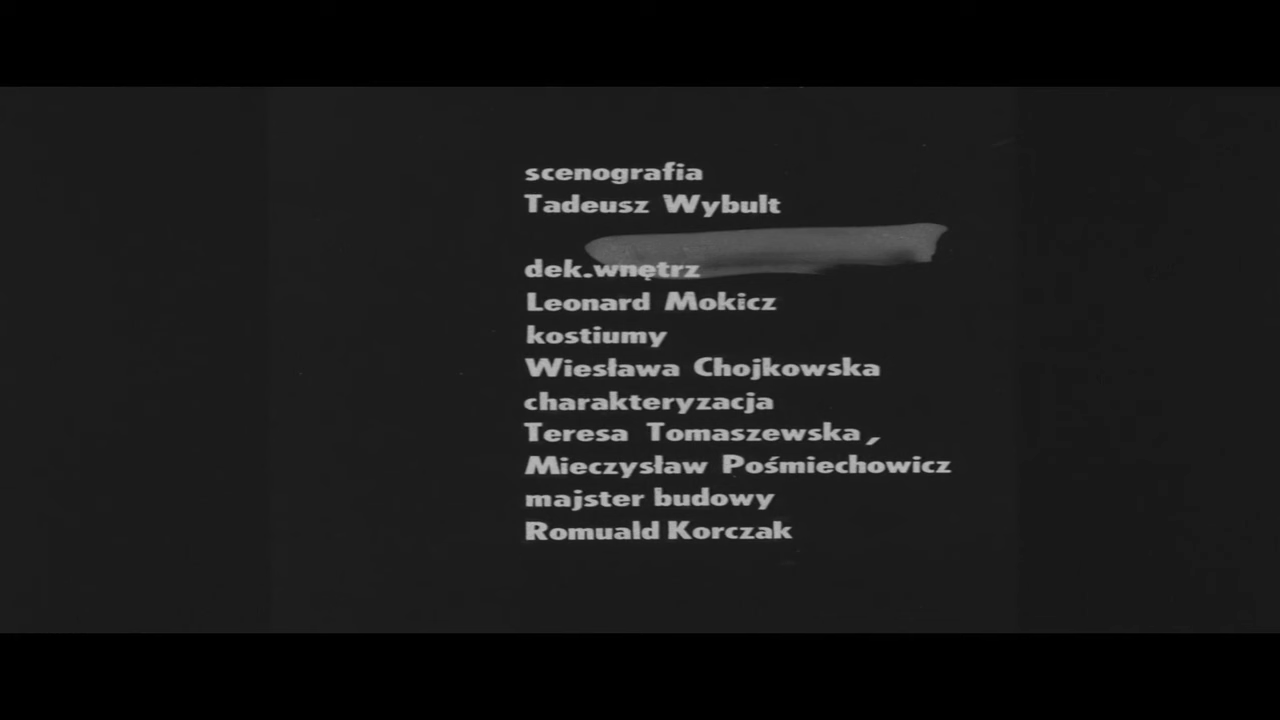 scenografia
Tadeusz Wybult
dek.wnętrz
Leonard Mokicz
kostiumy
Wiesława Chojkowska
charakteryzacja
Teresa Tomaszewska,
Mieczysław Pośmiechowicz
majster budowy
Romuald Korczak